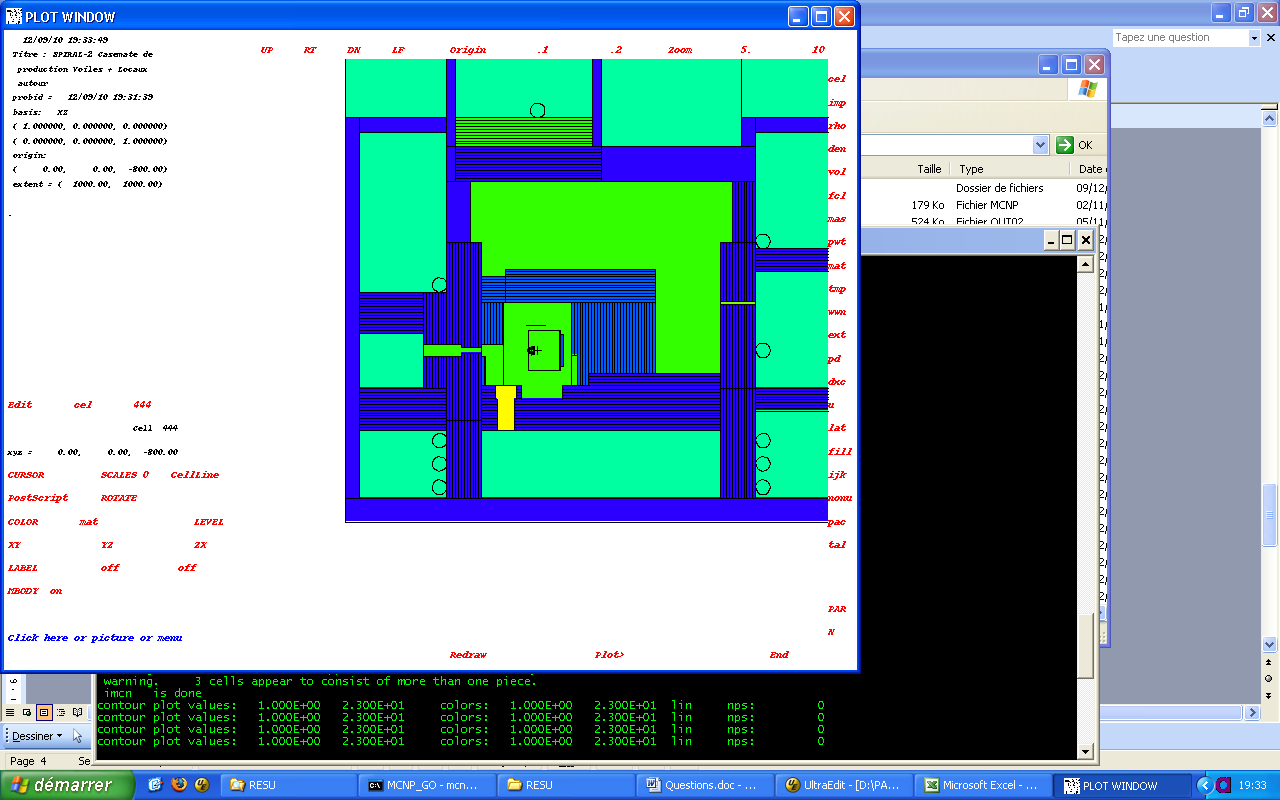 PLOT WINDOW
12/09/10 19:33:49
Titre : SPIRAL-2 Casemate de
production Voiles + Locaux
autour
probid = 12/09/10 19:31:39
basis: XZ
( 1.000000, 0.000000, 0.000000)
( 0.000000, 0.000000, 1.000000)
origin:
( 0.00, 0.00, -800.00)
extent = ( 1000.00, 1000.00)
UP RT DN LF Origin .1 .2 Zoom 5. 10
cel
imp
rho
den
vol
fcl
mas
pwt
mat
tmp
wwn
ext
pd
dxc
u
lat
fill
ijk
nonu
pac
tal
PAR
N
Edit cel 444
Cell 444
xyz = 0.00, 0.00, -800.00
CURSOR SCALES 0 CellLine
PostScript ROTATE
COLOR mat LEVEL
XY YZ ZX
LABEL off off
MBODY on
Click here or picture or menu
Redraw Plot> End
Tapez une question
OK
Taille Type Date
Dossier de fichiers 09/12/
179 Ko Fichier MCNP 02/11/
524 Ko Fichier OUT02 05/11/
warning. 3 cells appear to consist of more than one piece.
imcn is done
contour plot values: 1.000E+00 2.300E+01 colors: 1.000E+00 2.300E+01 lin nps: 0
contour plot values: 1.000E+00 2.300E+01 colors: 1.000E+00 2.300E+01 lin nps: 0
contour plot values: 1.000E+00 2.300E+01 colors: 1.000E+00 2.300E+01 lin nps: 0
contour plot values: 1.000E+00 2.300E+01 colors: 1.000E+00 2.300E+01 lin nps: 0
Dessiner
Page 4 Se
démarrer
RESU
MCNP_GO - mcn...
RESU
Questions.doc - ...
UltraEdit - [D:\PA...
Microsoft Excel - ...
PLOT WINDOW
19:33